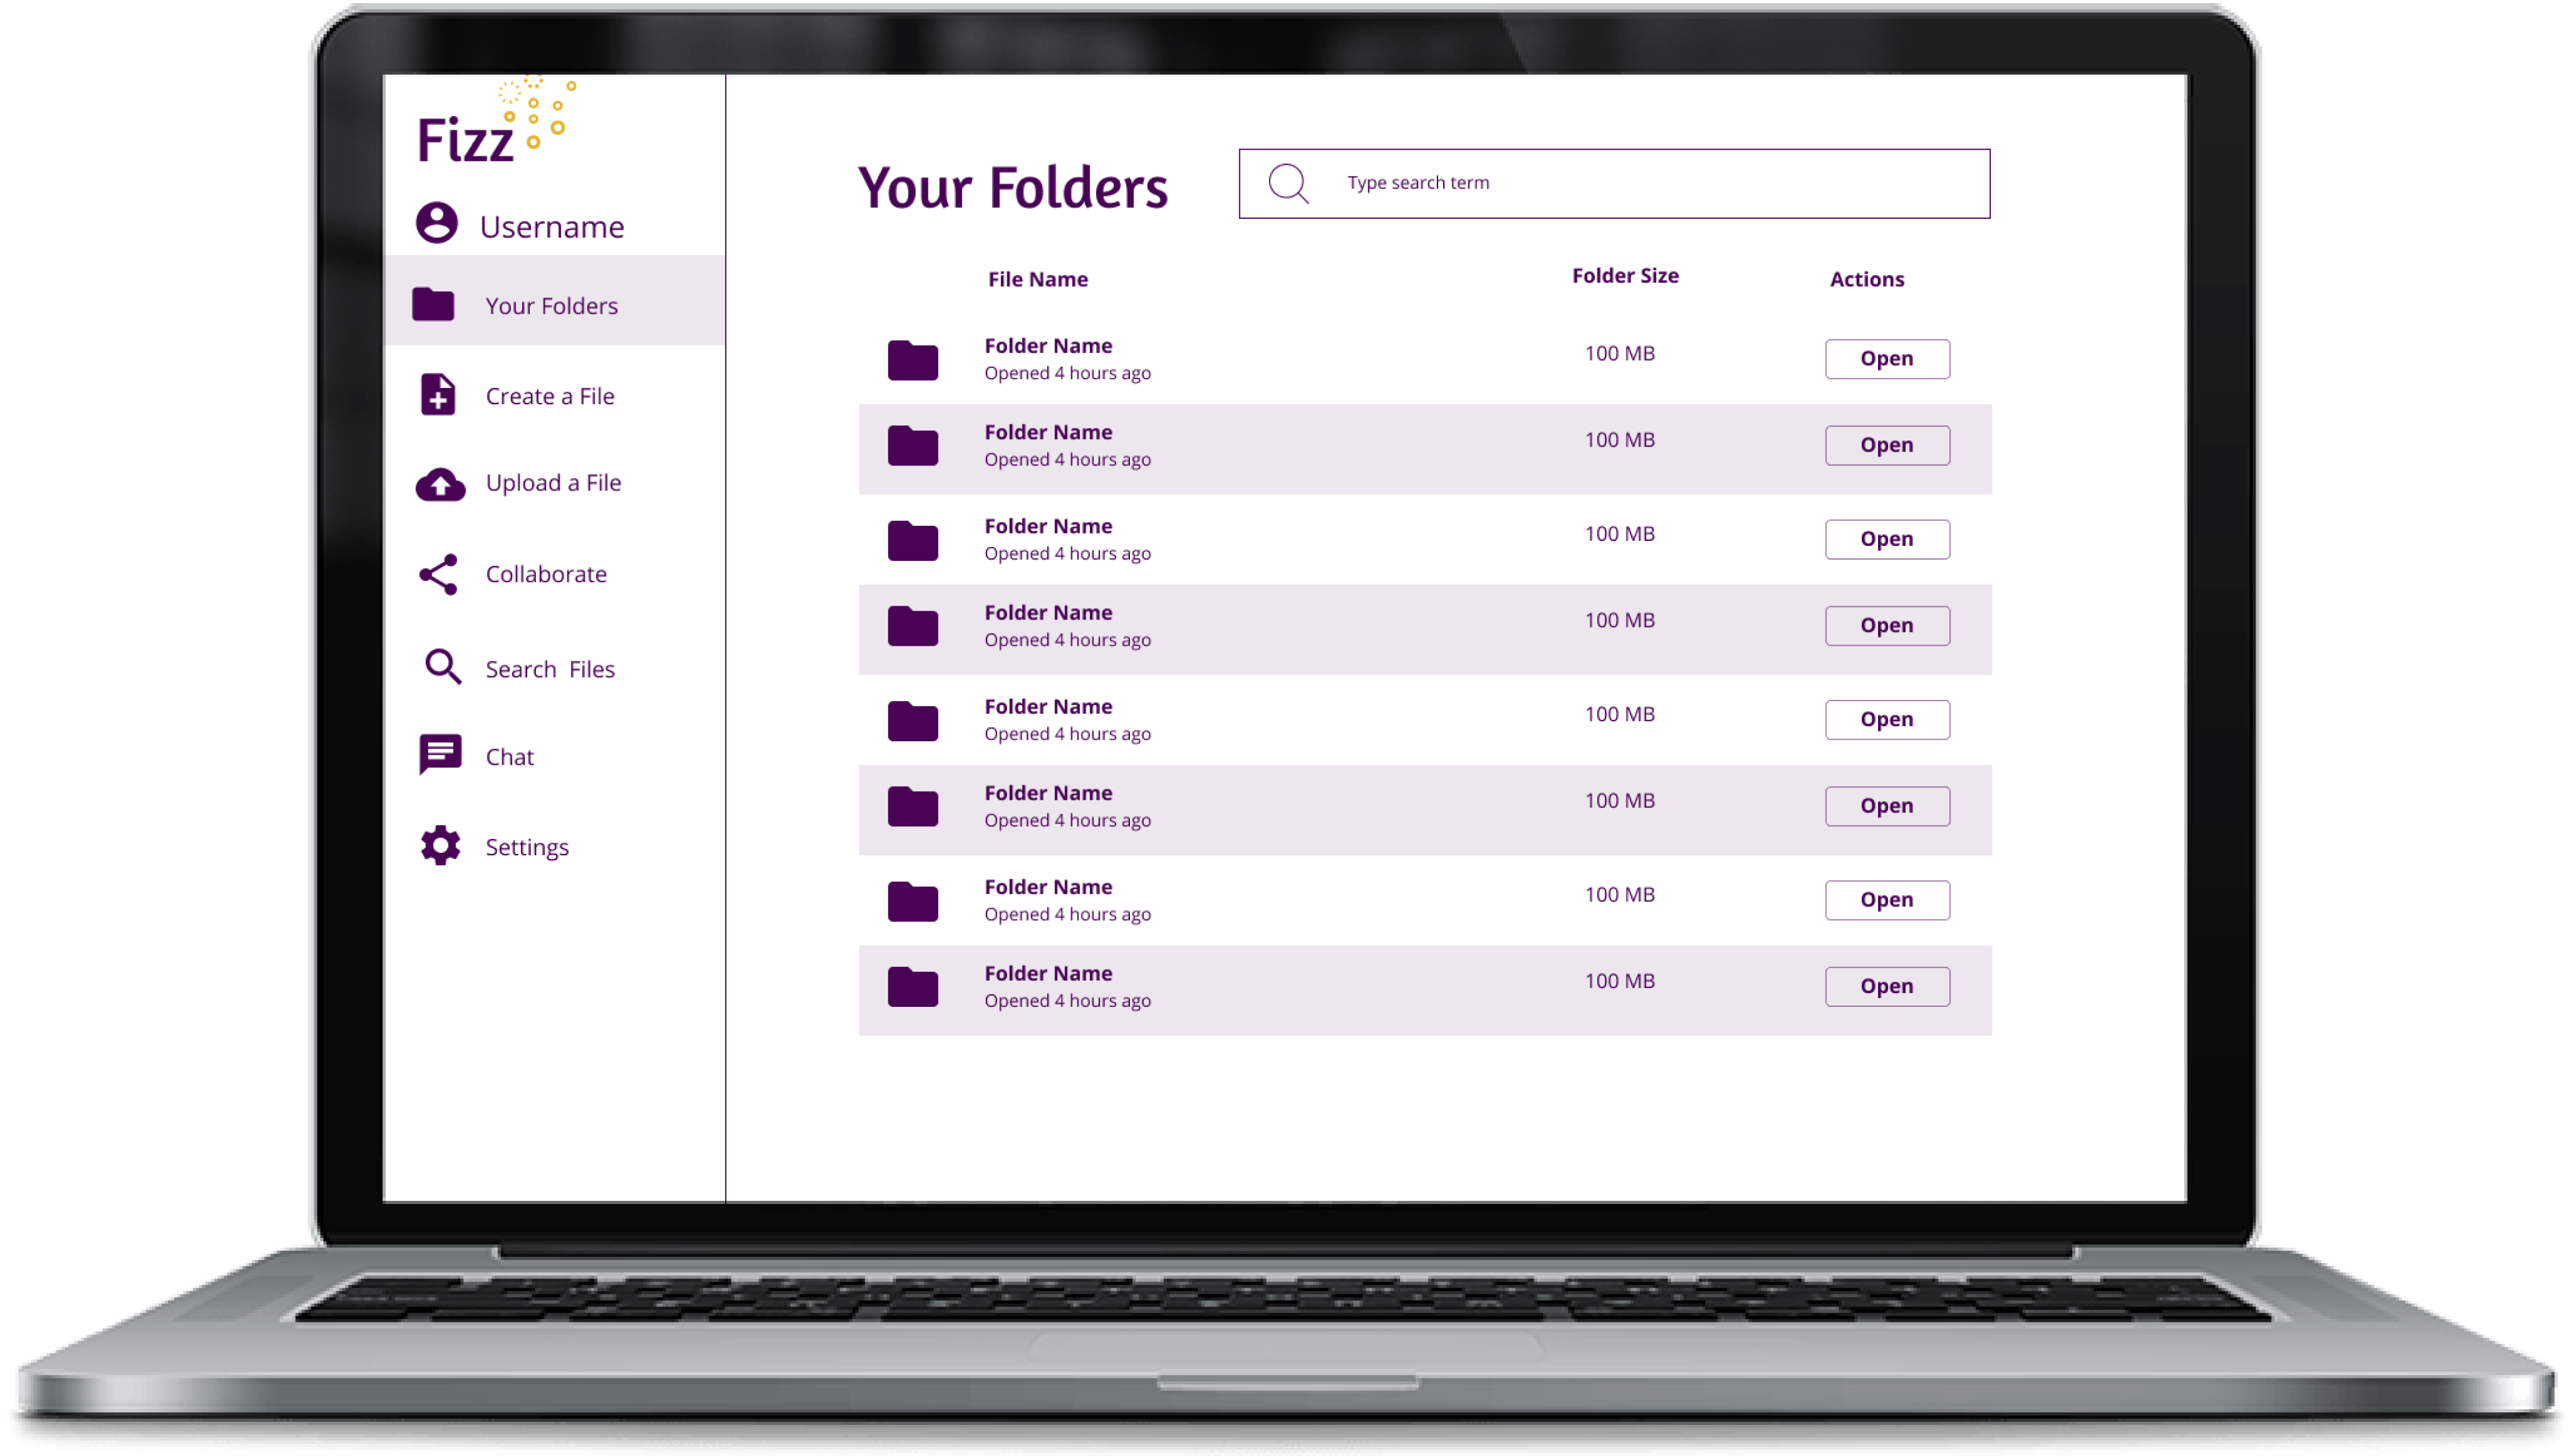 Fizz
Username
Your Folders
Create a File
Upload a File
Collaborate
Search  Files
Chat
Settings
Your Folders
Type search term
File Name
Folder Size
Actions
Folder Name
Opened 4 hours ago
100 MB
Open
Folder Name
Opened 4 hours ago
100 MB
Open
Folder Name
Opened 4 hours ago
100 MB
Open
Folder Name
Opened 4 hours ago
100 MB
Open
Folder Name
Opened 4 hours ago
100 MB
Open
Folder Name
Opened 4 hours ago
100 MB
Open
Folder Name
Opened 4 hours ago
100 MB
Open
Folder Name
Opened 4 hours ago
100 MB
Open